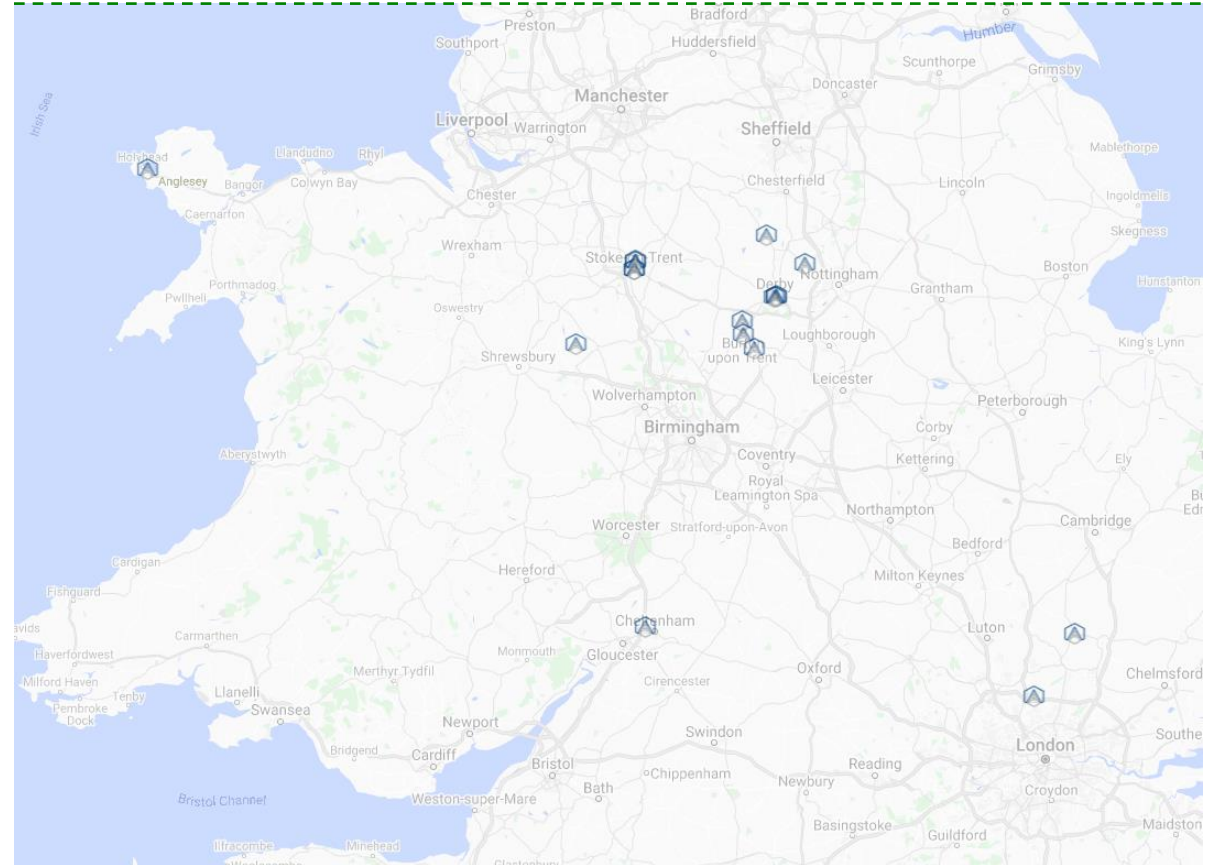 Bradford
Preston
Humber
Southport
Huddersfield
Scunthorpe
Grimsby
Doncaster
Manchester
Irish Sea
Liverpool
Warrington
Sheffield
Mablethorpe
Holyhead
Llandudno
Rhyl
Anglesey
Bangor
Colwyn Bay
Chester
Chesterfield
Lincoln
Ingoldmells
Caernarfon
Skegness
Wrexham
Stoke
Trent
Boston
Derby
Nottingham
Hunstanton
Porthmadog
Grantham
Pwllheli
Oswestry
Loughborough
King's Lynn
Shrewsbury
upon Trent
Leicester
Wolverhampton
Peterborough
Birmingham
Corby
Coventry
Kettering
Ely
Aberystwyth
Royal
Leamington Spa
Northampton
Worcester
Stratford-upon-Avon
Cambridge
Bedford
Cardigan
Hereford
Milton Keynes
Fishguard
Cheltenham
Luton
avids
Carmarthen
Monmouth
Gloucester
Haverfordwest
Merthyr Tydfil
Oxford
Chelmsford
Milford Haven
Cirencester
Tenby
Llanelli
Pembroke
Dock
Swansea
Newport
Swindon
Southe
Bridgend
Cardiff
London
Bristol
Reading
Chippenham
Bath
Newbury
Croydon
Bristol Channel
Weston-super-Mare
Basingstoke
Maidston
Guildford
Ilfracombe
Minehead